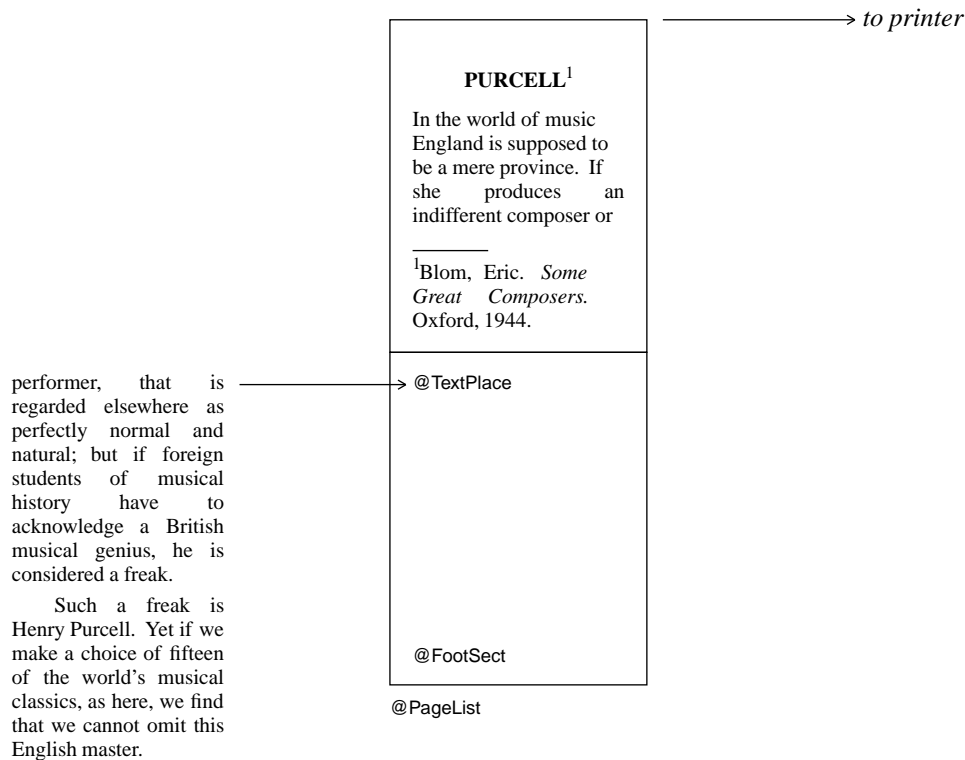 to printer
PURCELL1
In the world of music
England is supposed to
be a mere province. If
she produces an
indifferent composer or
1Blom, Eric. Some
Great Composers.
Oxford, 1944.
performer, that is
regarded elsewhere as
perfectly normal and
natural; but if foreign
students of musical
history have to
acknowledge a British
musical genius, he is
considered a freak.
Such a freak is
Henry Purcell. Yet if we
make a choice of fifteen
of the world's musical
classics, as here, we find
that we cannot omit this
English master.
@TextPlace
@FootSect
@PageList